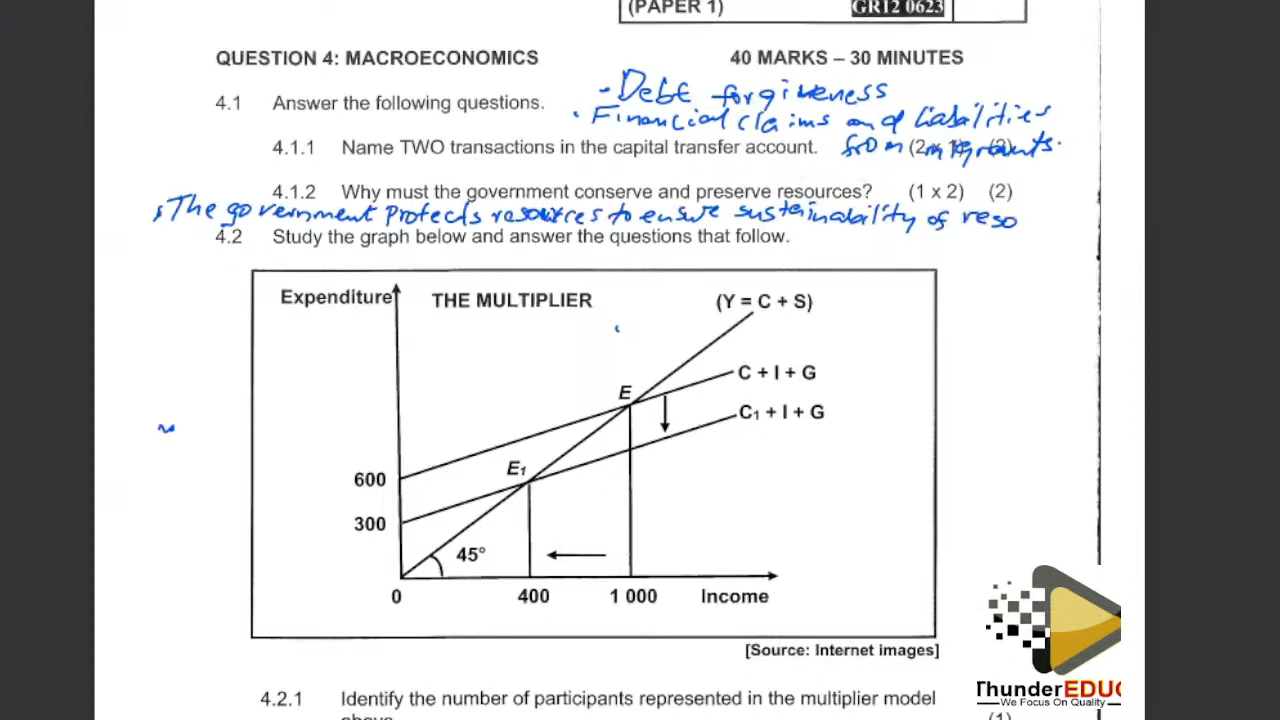 (PAPER 1) GR12 0623
QUESTION 4: MACROECONOMICS 40 MARKS – 30 MINUTES
- Debt forgiveness
4.1 Answer the following questions.
• Financial claims and liabilities
4.1.1 Name TWO transactions in the capital transfer account. (2 x 1) (2)
from migrants.
4.1.2 Why must the government conserve and preserve resources? (1 x 2) (2)
The government Protects resources to ensure sustainability of reso
4.2 Study the graph below and answer the questions that follow.
Expenditure THE MULTIPLIER (Y = C + S)
C + I + G
E
C₁ + I + G
E₁
600
300
45°
0 400 1 000 Income
[Source: Internet images]
ThunderEDUC
We Focus On Quality
4.2.1 Identify the number of participants represented in the multiplier model
above. (1)